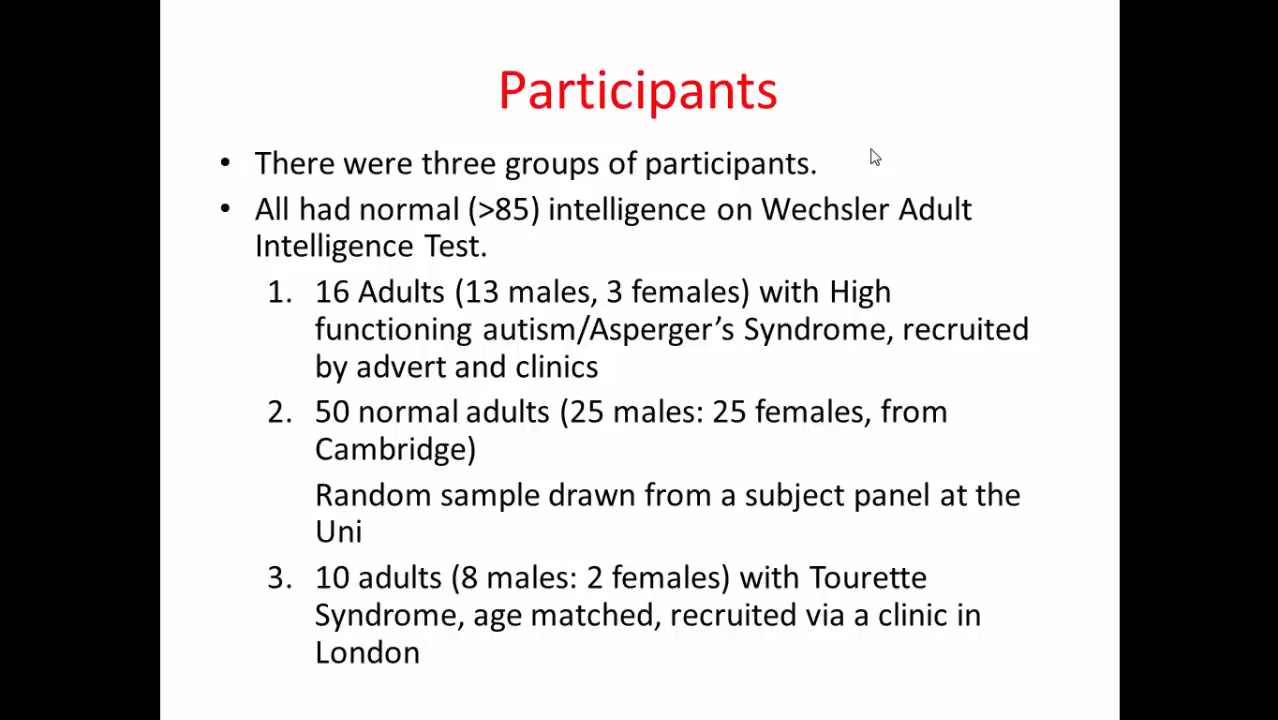 Participants
• There were three groups of participants.
• All had normal (>85) intelligence on Wechsler Adult
Intelligence Test.
1. 16 Adults (13 males, 3 females) with High
functioning autism/Asperger’s Syndrome, recruited
by advert and clinics
2. 50 normal adults (25 males: 25 females, from
Cambridge)
Random sample drawn from a subject panel at the
Uni
3. 10 adults (8 males: 2 females) with Tourette
Syndrome, age matched, recruited via a clinic in
London